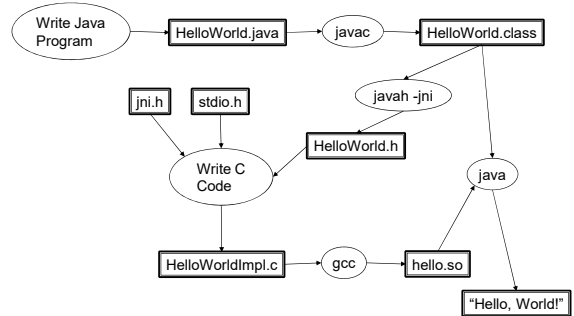 Write Java
Program
HelloWorld.java
javac
HelloWorld.class
jni.h
stdio.h
javah -jni
HelloWorld.h
Write C
Code
java
HelloWorldImpl.c
gcc
hello.so
“Hello, World!”